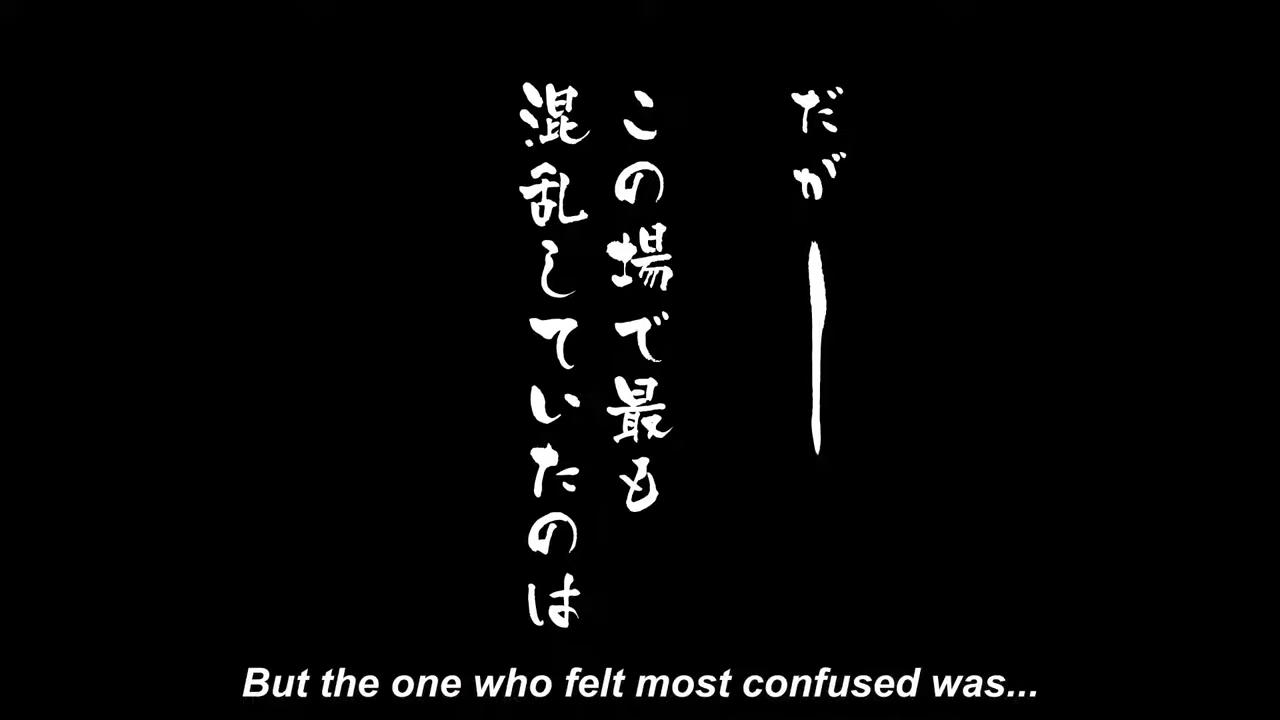 だが――
この場で最も
混乱していたのは
But the one who felt most confused was...